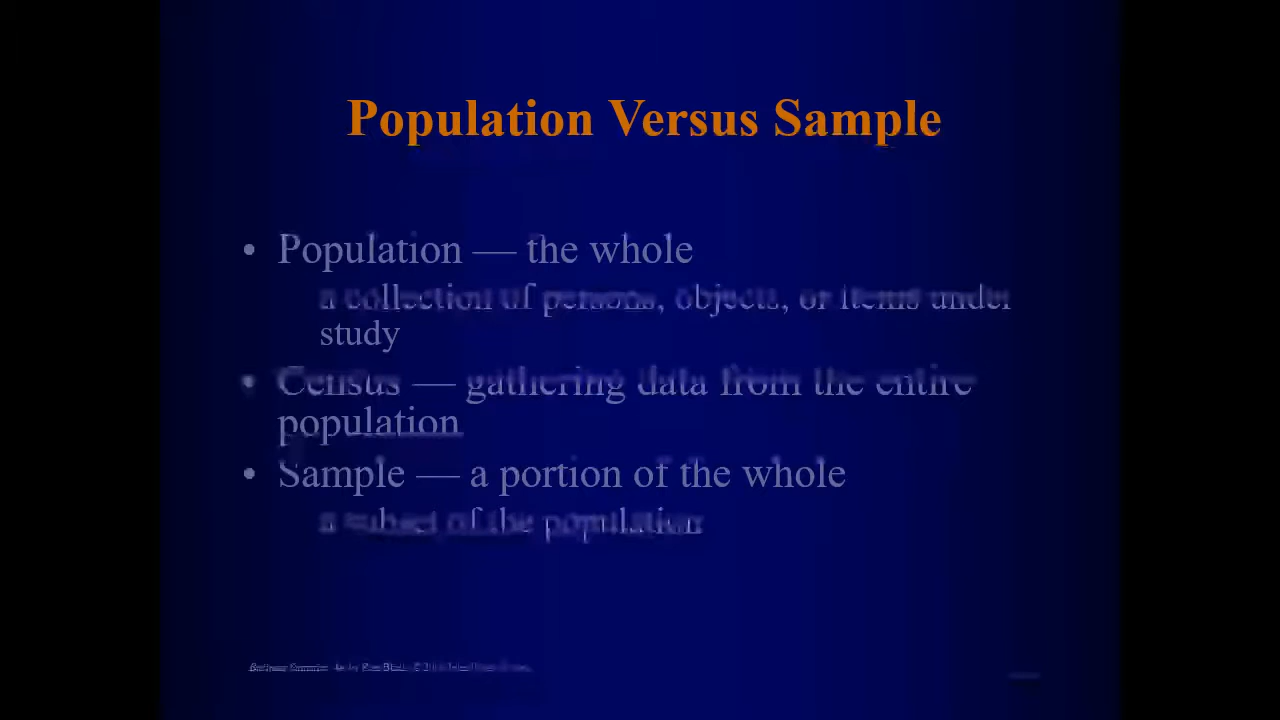 Population Versus Sample
• Population — the whole
a collection of persons, objects, or items under
study
• Census — gathering data from the entire
population
• Sample — a portion of the whole
a subset of the population